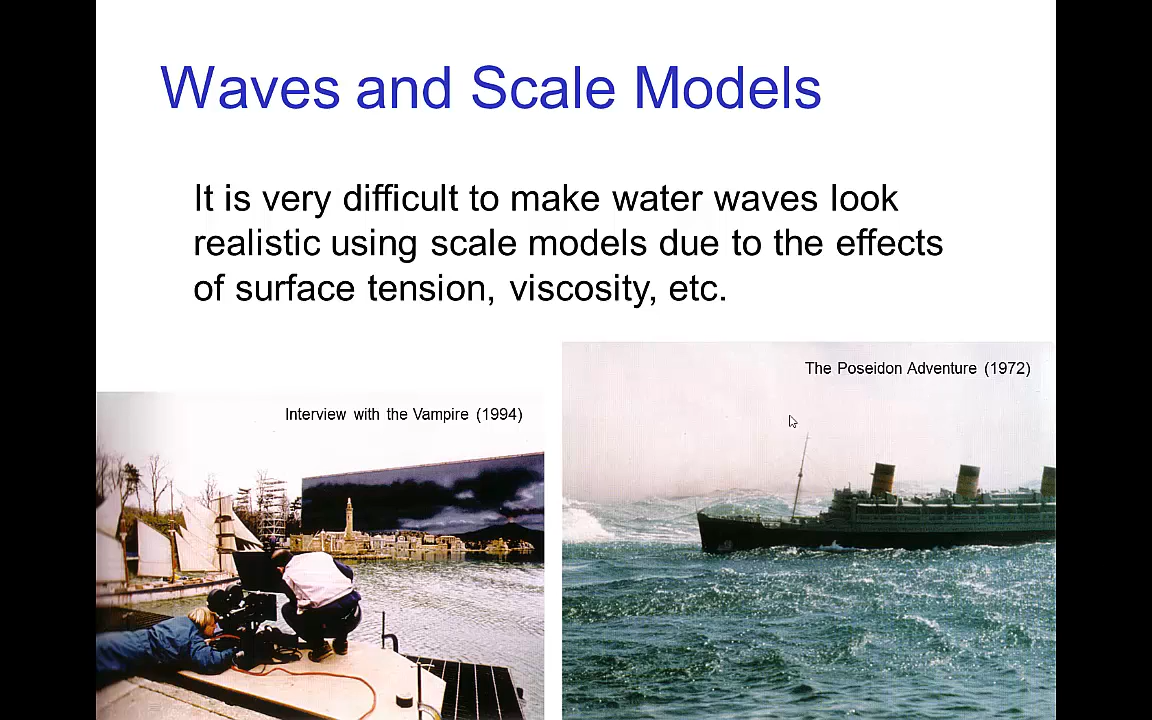 Waves and Scale Models
It is very difficult to make water waves look
realistic using scale models due to the effects
of surface tension, viscosity, etc.
The Poseidon Adventure (1972)
Interview with the Vampire (1994)